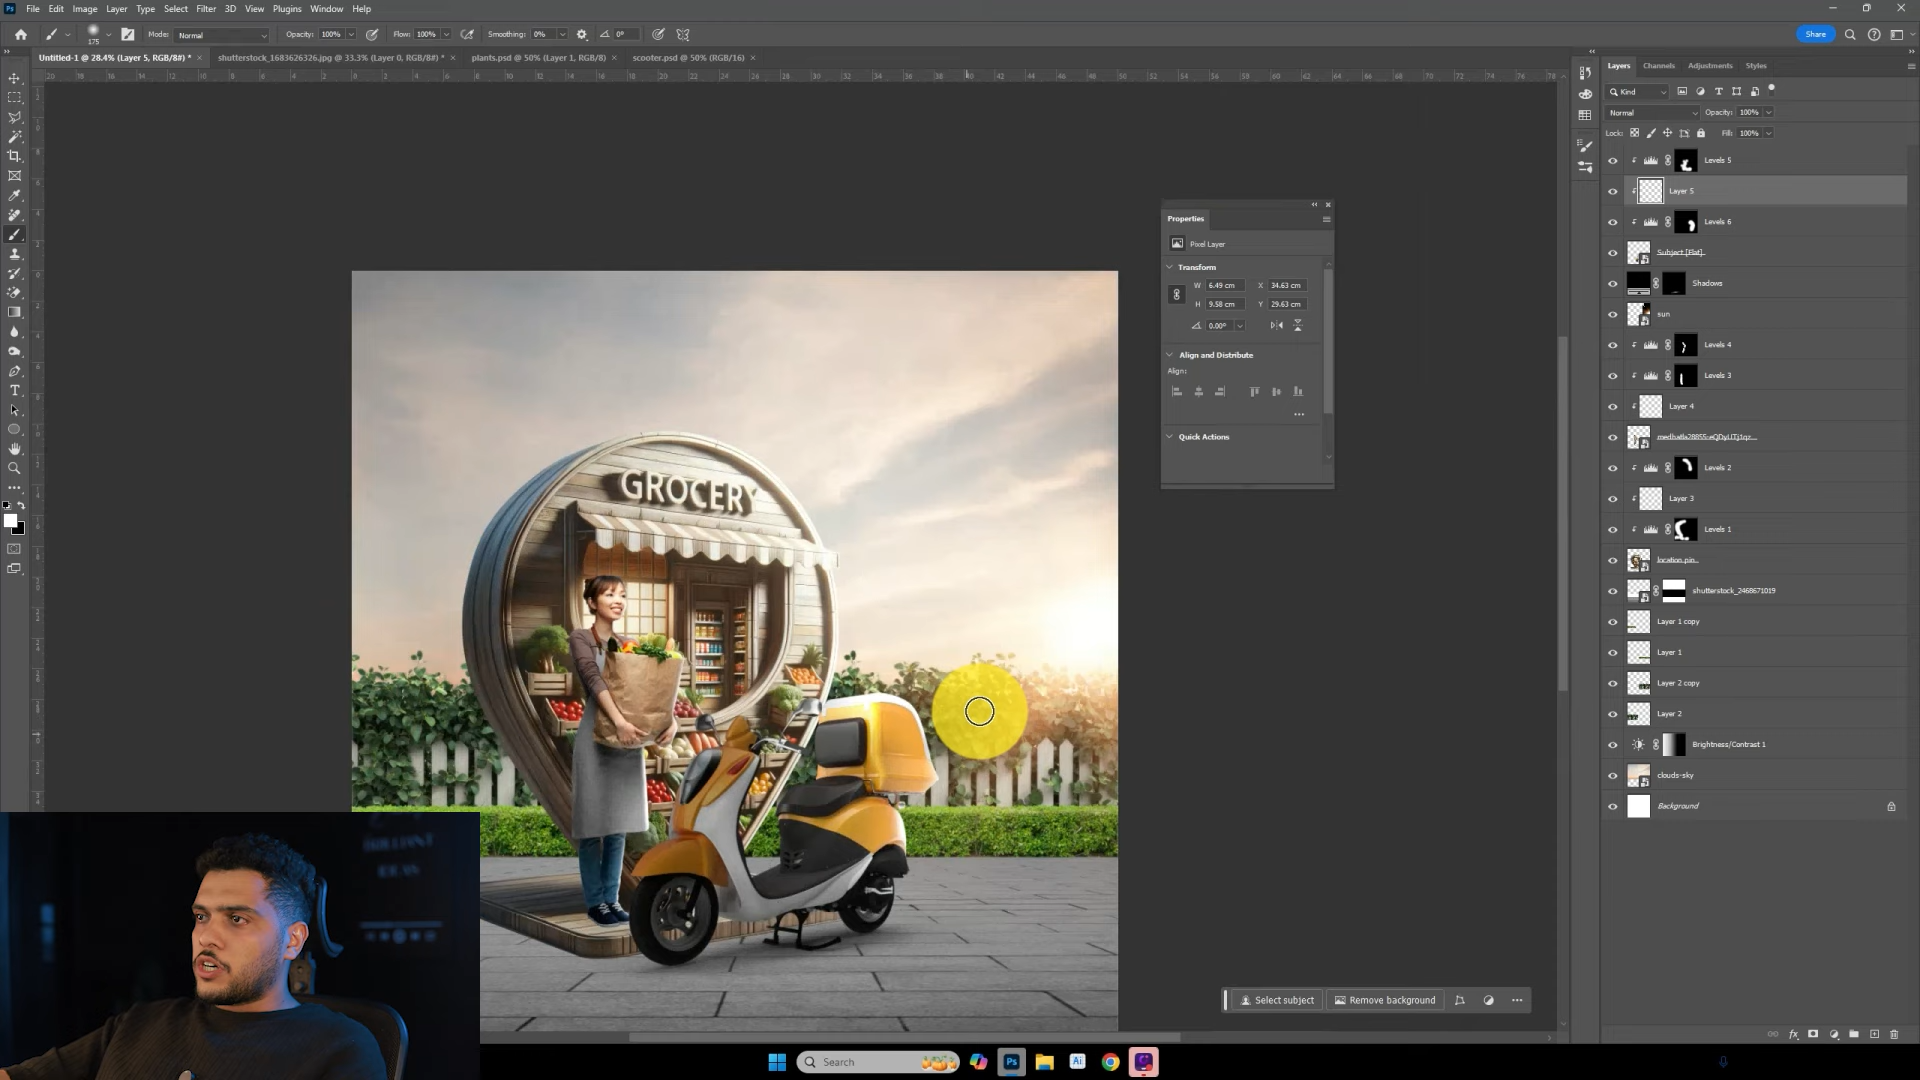 Ps File Edit Image Layer Type Select Filter 3D View Plugins Window Help
175 Mode: Normal Opacity: 100% Flow: 100% Smoothing: 0% 0° Share
Untitled-1 @ 28.4% (Layer 5, RGB/8#) * shutterstock_1683626326.jpg @ 33.3% (Layer 0, RGB/8#) * plants.psd @ 50% (Layer 1, RGB/8) scooter.psd @ 50% (RGB/16)
Layers Channels Adjustments Styles
Kind
Normal Opacity: 100%
Lock: Fill: 100%
Levels 5
Layer 5
Levels 6
Subject [Flat]
Shadows
sun
Levels 4
Levels 3
Layer 4
Levels 2
Layer 3
Levels 1
location pin
shutterstock_2468671019
Layer 1 copy
Layer 1
Layer 2 copy
Layer 2
Brightness/Contrast 1
clouds-sky
Background
Properties
Pixel Layer
Transform
W 6.49 cm X 34.63 cm
H 9.58 cm Y 29.63 cm
0.00°
Align and Distribute
Align:
Quick Actions
GROCERY
Select subject Remove background
Search Ps Ai